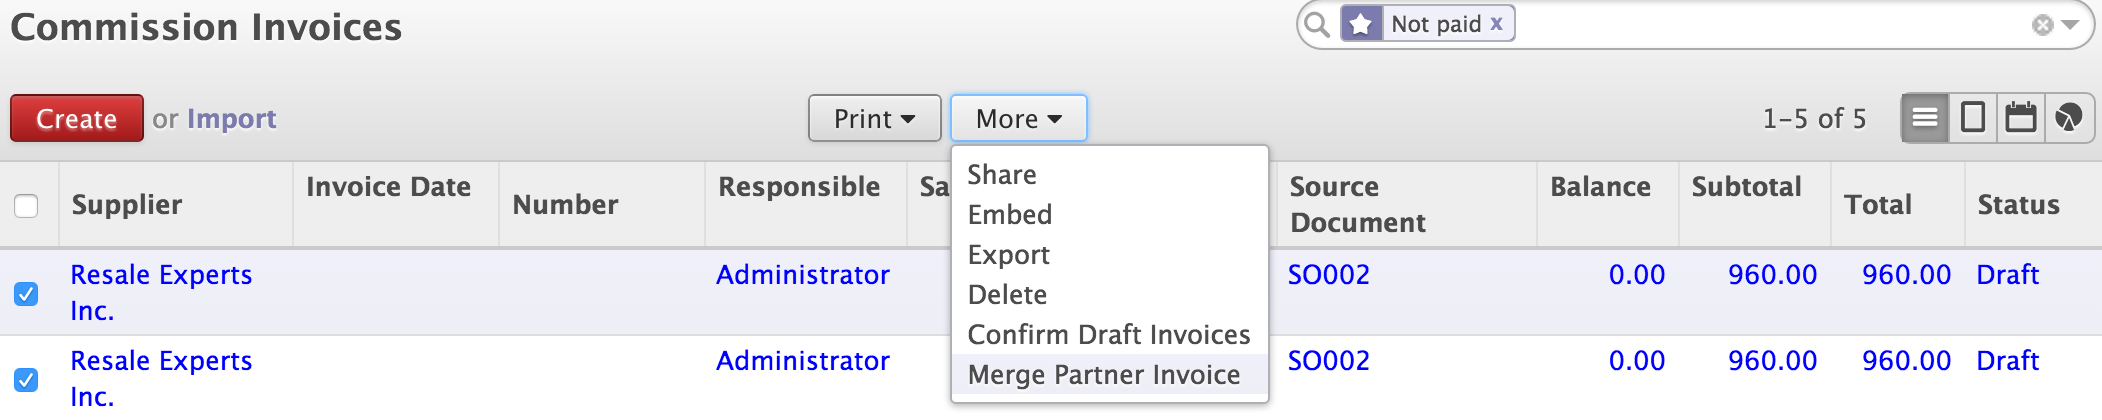 Commission Invoices
Not paid x
Create or Import
Print
More
1-5 of 5
Share
Embed
Export
Delete
Confirm Draft Invoices
Merge Partner Invoice
Supplier
Invoice Date
Number
Responsible
Sa
Source
Document
Balance
Subtotal
Total
Status
Resale Experts
Inc.
Administrator
SO002
0.00
960.00
960.00
Draft
Resale Experts
Inc.
Administrator
SO002
0.00
960.00
960.00
Draft